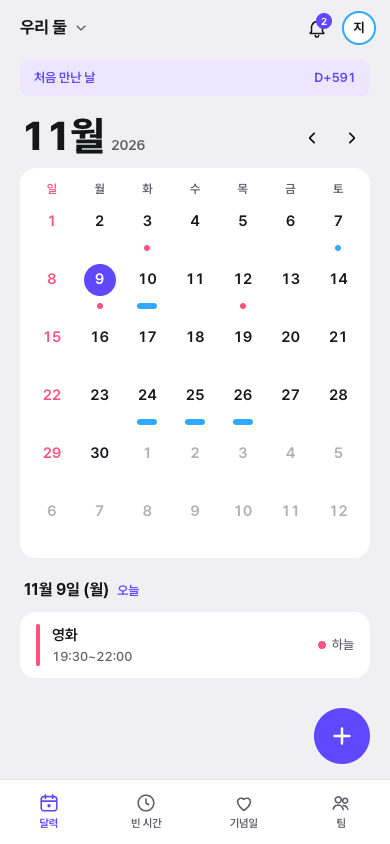 우리 둘
2
지
처음 만난 날 D+591
11월 2026
일 월 화 수 목 금 토
1 2 3 4 5 6 7
8 9 10 11 12 13 14
15 16 17 18 19 20 21
22 23 24 25 26 27 28
29 30 1 2 3 4 5
6 7 8 9 10 11 12
11월 9일 (월) 오늘
영화
19:30~22:00
하늘
달력 빈 시간 기념일 팀